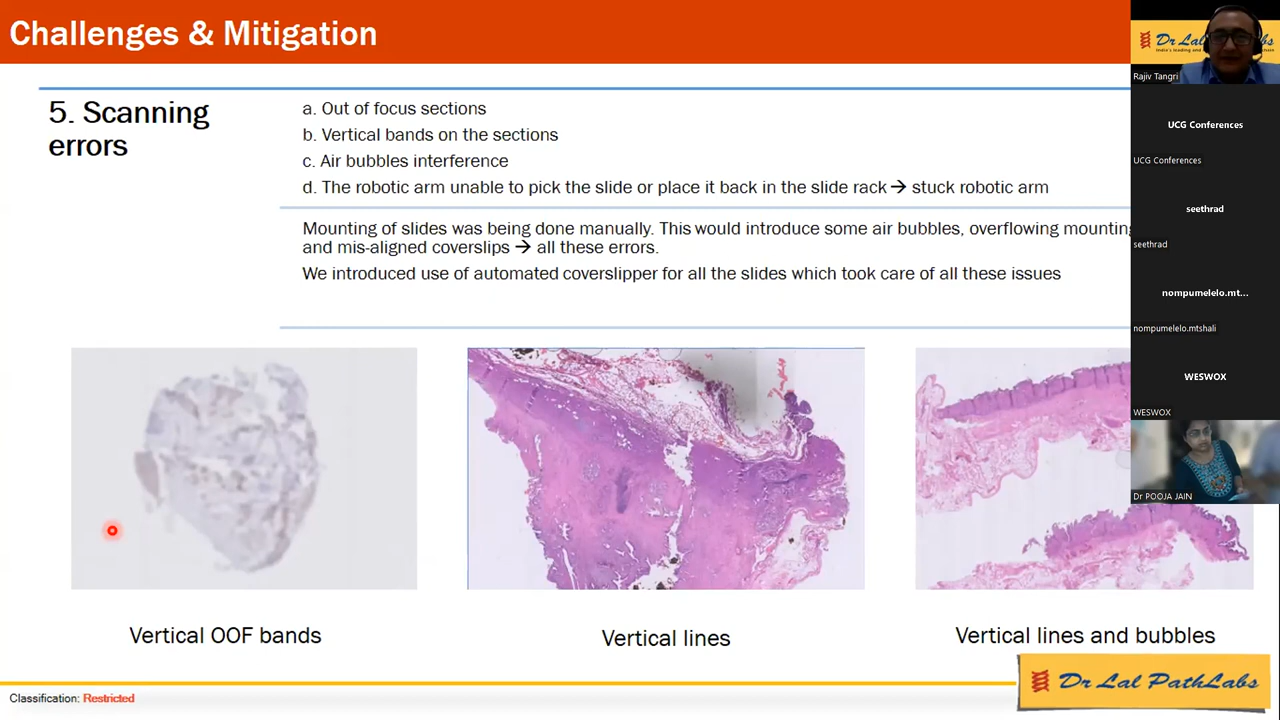 Challenges & Mitigation
5. Scanning
errors
a. Out of focus sections
b. Vertical bands on the sections
c. Air bubbles interference
d. The robotic arm unable to pick the slide or place it back in the slide rack → stuck robotic arm
Mounting of slides was being done manually. This would introduce some air bubbles, overflowing mounting
and mis-aligned coverslips → all these errors.
We introduced use of automated coverslipper for all the slides which took care of all these issues
Vertical OOF bands
Vertical lines
Vertical lines and bubbles
Classification: Restricted
Dr Lal PathLabs
Dr Lal
Rajiv Tangri
UCG Conferences
UCG Conferences
seethrad
seethrad
nompumelelo.mt...
nompumelelo.mtshali
WESWOX
WESWOX
Dr POOJA JAIN